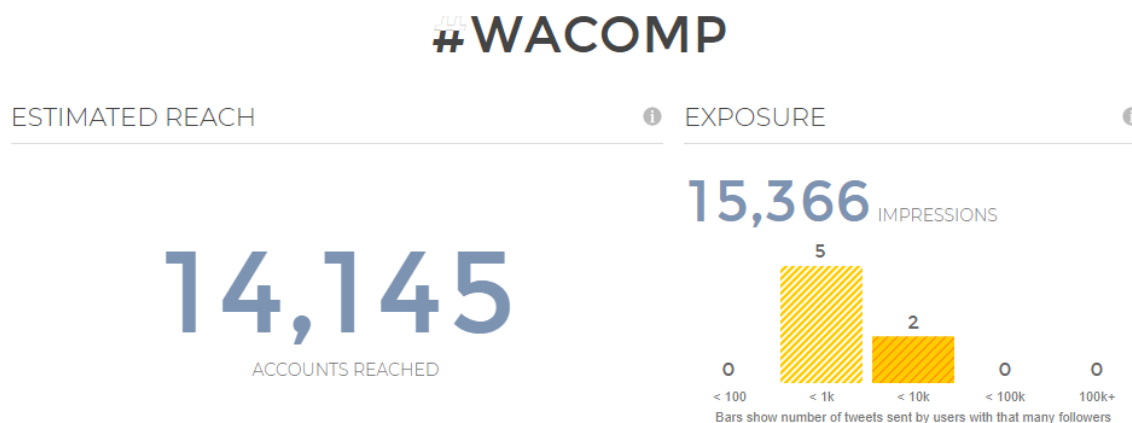 #WACOMP
ESTIMATED REACH
14,145
ACCOUNTS REACHED
EXPOSURE
15,366 IMPRESSIONS
0 5 2 0 0
< 100 < 1k < 10k < 100k 100k+
Bars show number of tweets sent by users with that many followers